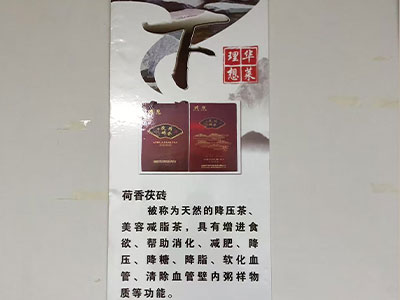 理 华
想 莱
荷香茯砖
被称为天然的降压茶、
美容减脂茶，具有增进食
欲、帮助消化、减肥、降
压、降糖、降脂、软化血
管、清除血管壁内粥样物
质等功能。